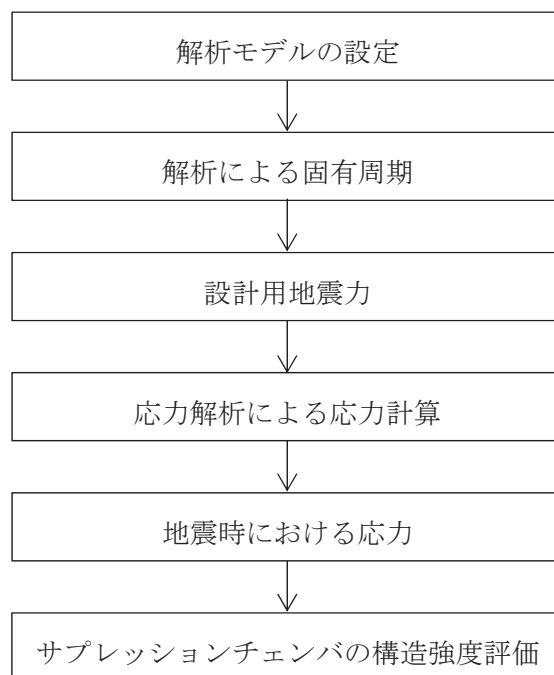 解析モデルの設定
解析による固有周期
設計用地震力
応力解析による応力計算
地震時における応力
サプレッションチェンバの構造強度評価